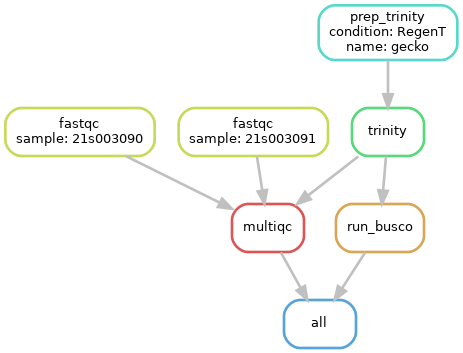 prep_trinity
condition: RegenT
name: gecko
fastqc
sample: 21s003090
fastqc
sample: 21s003091
trinity
multiqc
run_busco
all